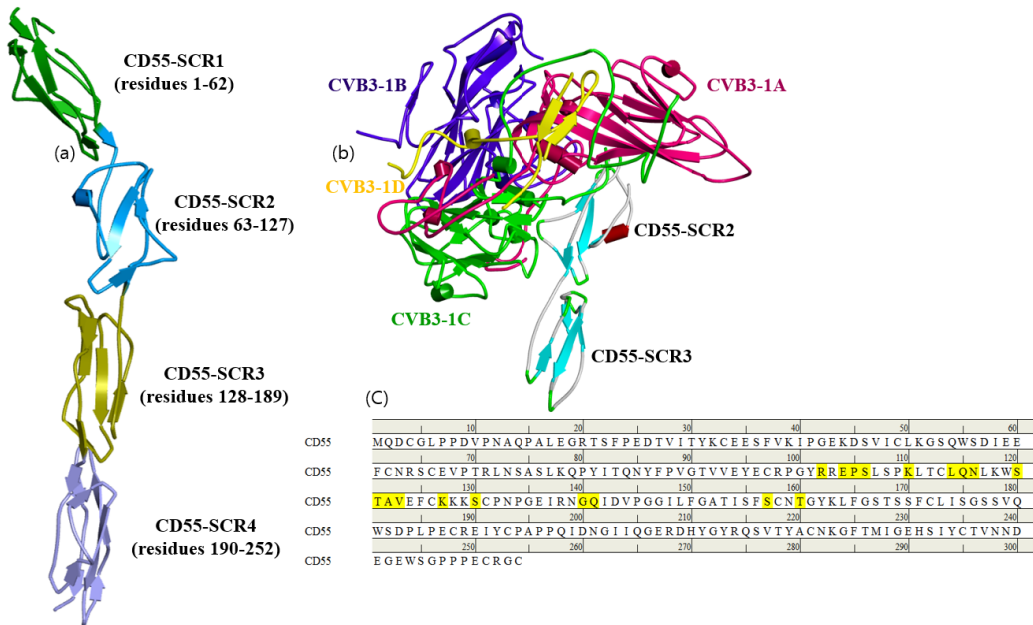 CD55-SCR1
(residues 1-62)
(a)
CD55-SCR2
(residues 63-127)
CD55-SCR3
(residues 128-189)
CD55-SCR4
(residues 190-252)
CVB3-1B
CVB3-1A
(b)
CVB3-1D
CD55-SCR2
CVB3-1C
CD55-SCR3
(C)
10 20 30 40 50 60
CD55 MQDCGLPPDVPNAQPALEGRTSFPEDTVITYKCEESFVKIPGEKDSVICLKGSQWSDIEE
70 80 90 100 110 120
CD55 FCNRSCEVPTRLNSASLKQPYITQNYFPVGTVVEYECRPGYRREPSLSPKLTCLQNLKWS
130 140 150 160 170 180
CD55 TAVEFCKKKSCPNPGEIRNGQIDVPGGILFGATISFSCNTGYKLFGSTSSFCLISGSSVQ
190 200 210 220 230 240
CD55 WSDPLPECREIYCPAPPQIDNGIIQGERDHYGYRQSVTYACNKGFTMIGEHSIYCTVNND
250 260 270 280 290 300
CD55 EGEWSGPPPECRGC